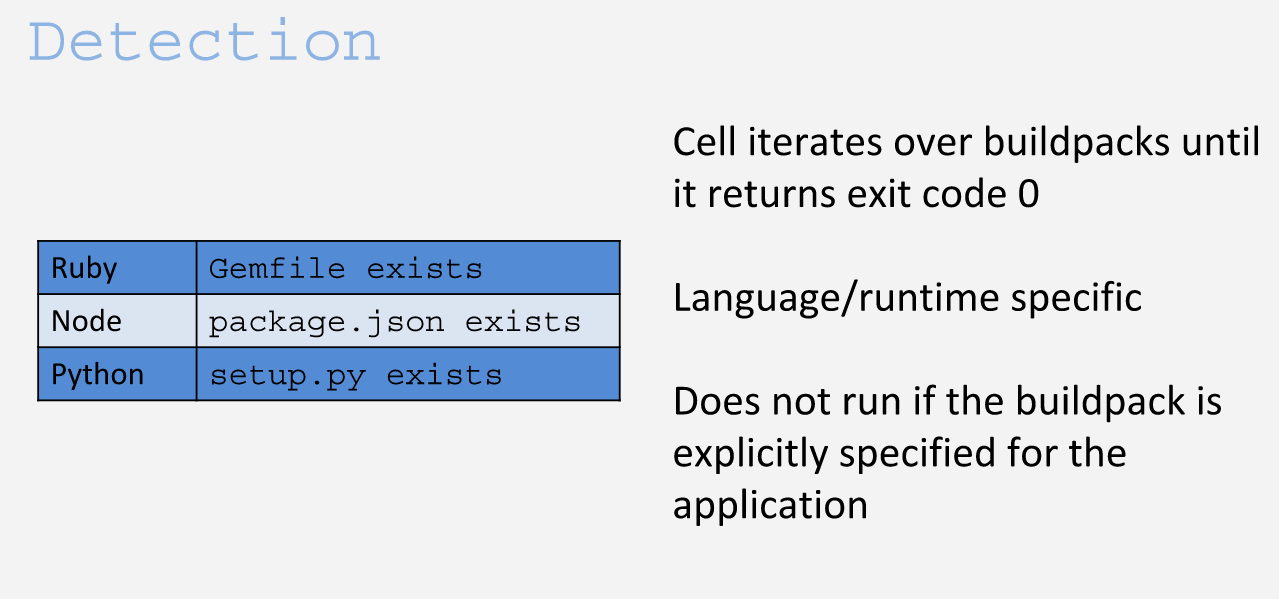 Detection
Ruby Gemfile exists
Node package.json exists
Python setup.py exists
Cell iterates over buildpacks until
it returns exit code 0
Language/runtime specific
Does not run if the buildpack is
explicitly specified for the
application